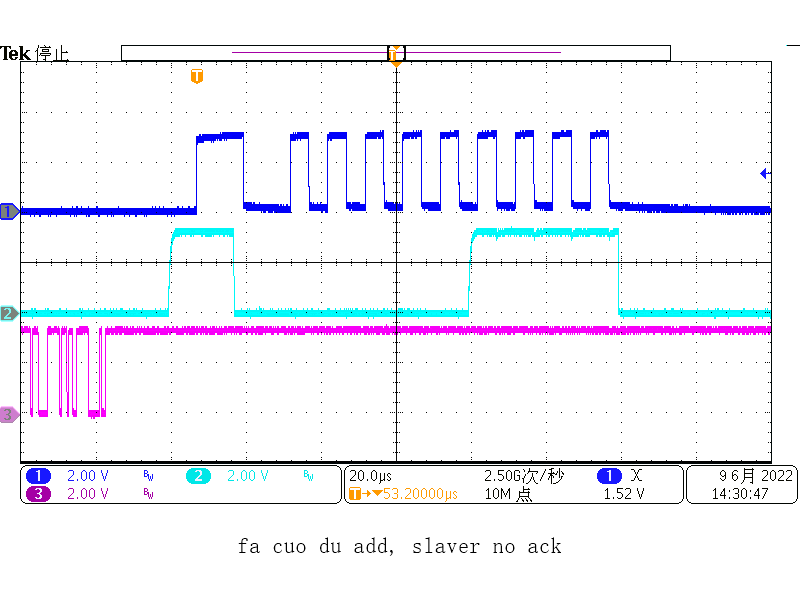 Tek 停止
T
T
1
2
3
1 2.00 V BW 2 2.00 V BW
3 2.00 V BW
20.0µs 2.50G次/秒 1 X
T→▼53.20000µs 10M 点 1.52 V
9 6月 2022
14:30:47
fa cuo du add, slaver no ack